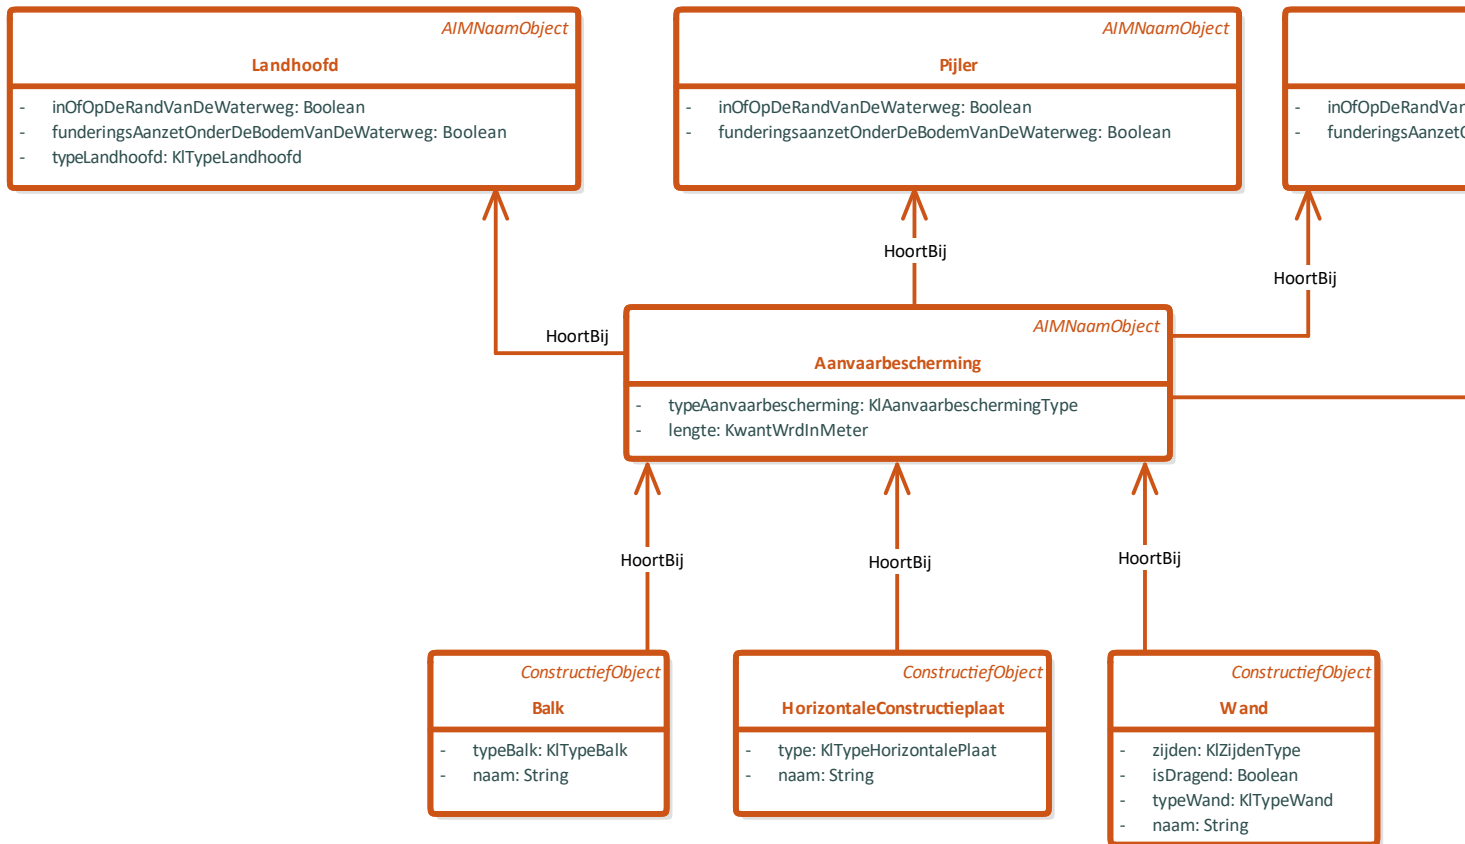 AIMNaamObject
Landhoofd
- inOfOpDeRandVanDeWaterweg: Boolean
- funderingsAanzetOnderDeBodemVanDeWaterweg: Boolean
- typeLandhoofd: KlTypeLandhoofd
AIMNaamObject
Pijler
- inOfOpDeRandVanDeWaterweg: Boolean
- funderingsaanzetOnderDeBodemVanDeWaterweg: Boolean
- inOfOpDeRandVan
-
HoortBij
HoortBij
HoortBij
AIMNaamObject
Aanvaarbescherming
- typeAanvaarbescherming: KlAanvaarbeschermingType
- lengte: KwantWrdInMeter
HoortBij
HoortBij
HoortBij
ConstructiefObject
Balk
- typeBalk: KlTypeBalk
- naam: String
ConstructiefObject
HorizontaleConstructieplaat
- type: KlTypeHorizontalePlaat
- naam: String
ConstructiefObject
Wand
- zijden: KlZijdenType
- isDragend: Boolean
- typeWand: KlTypeWand
- naam: String